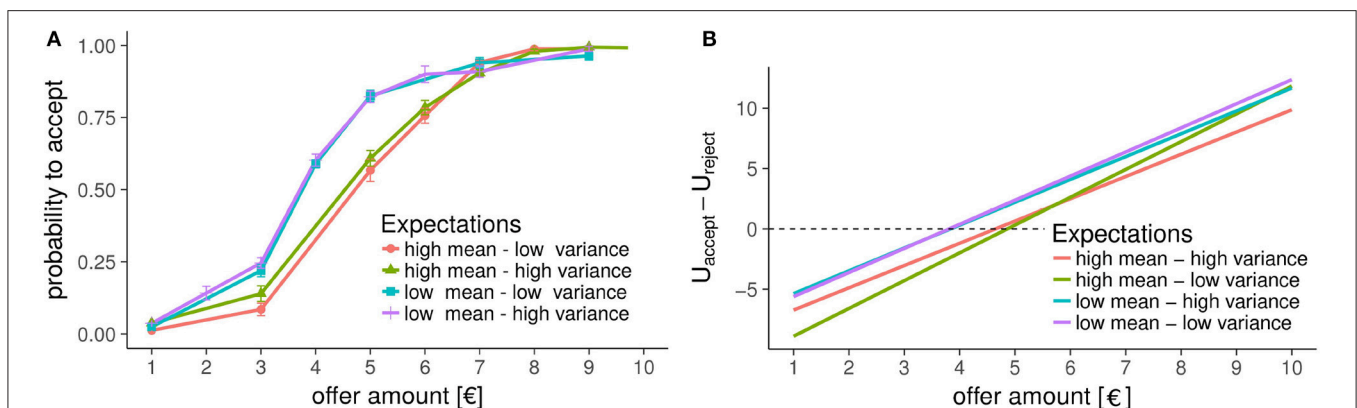 A
1.00
0.75
0.50
0.25
0.00
probability to accept
1 2 3 4 5 6 7 8 9 10
offer amount [€]
Expectations
high mean - low variance
high mean - high variance
low mean - low variance
low mean - high variance
B
10
5
0
−5
Uaccept − Ureject
1 2 3 4 5 6 7 8 9 10
offer amount [€]
Expectations
high mean − high variance
high mean − low variance
low mean − high variance
low mean − low variance